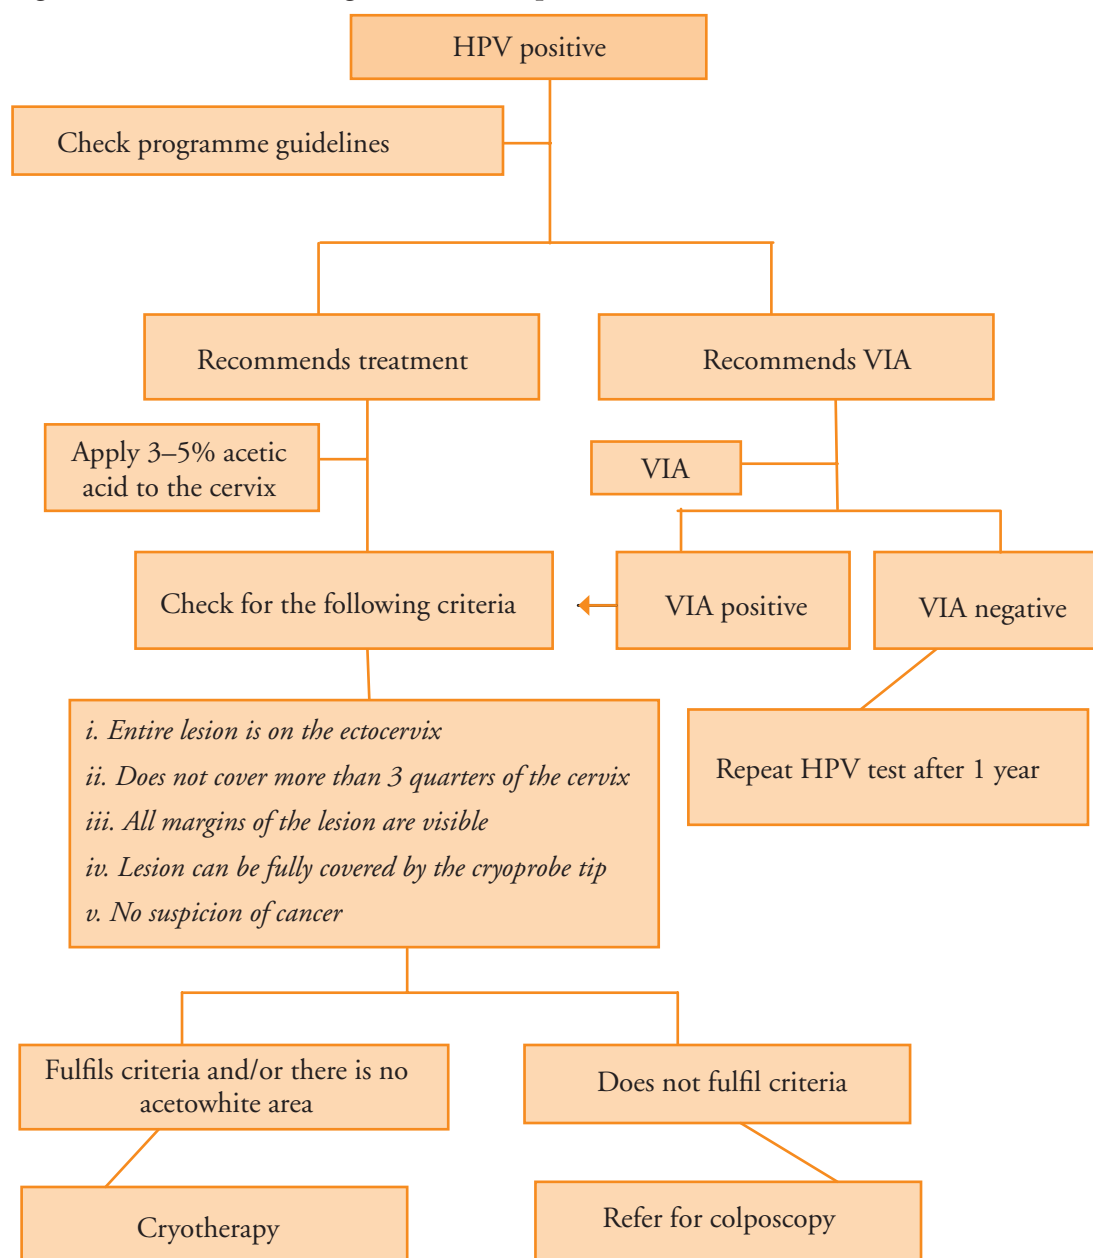 HPV positive
Check programme guidelines
Recommends treatment
Recommends VIA
Apply 3–5% acetic
acid to the cervix
VIA
Check for the following criteria
VIA positive
VIA negative
i. Entire lesion is on the ectocervix
ii. Does not cover more than 3 quarters of the cervix
iii. All margins of the lesion are visible
iv. Lesion can be fully covered by the cryoprobe tip
v. No suspicion of cancer
Repeat HPV test after 1 year
Fulfils criteria and/or there is no
acetowhite area
Does not fulfil criteria
Cryotherapy
Refer for colposcopy